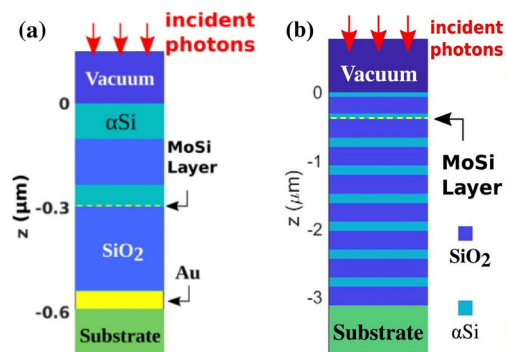 (a)
incident
photons
Vacuum
0
αSi
MoSi
Layer
-0.3
z (μm)
SiO2
Au
-0.6
Substrate
(b)
incident
photons
Vacuum
0
-1
MoSi
Layer
z (μm)
-2
SiO2
-3
αSi
Substrate